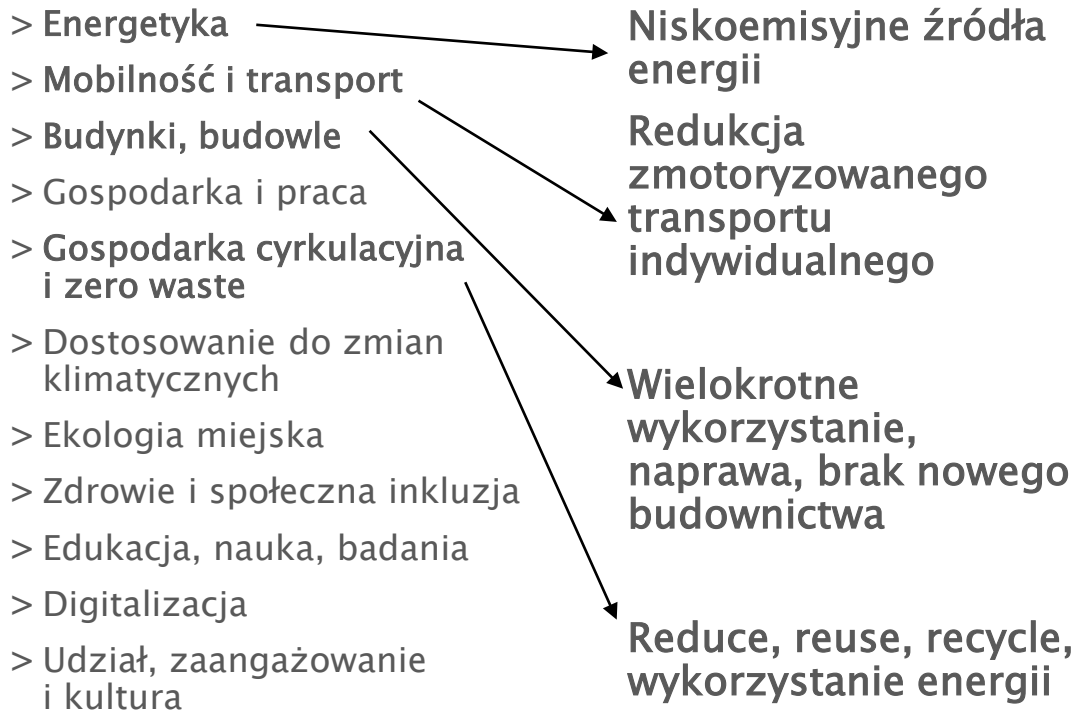 > Energetyka
> Mobilność i transport
> Budynki, budowle
> Gospodarka i praca
> Gospodarka cyrkulacyjna
i zero waste
> Dostosowanie do zmian
klimatycznych
> Ekologia miejska
> Zdrowie i społeczna inkluzja
> Edukacja, nauka, badania
> Digitalizacja
> Udział, zaangażowanie
i kultura
Niskoemisyjne źródła
energii
Redukcja
zmotoryzowanego
transportu
indywidualnego
Wielokrotne
wykorzystanie,
naprawa, brak nowego
budownictwa
Reduce, reuse, recycle,
wykorzystanie energii